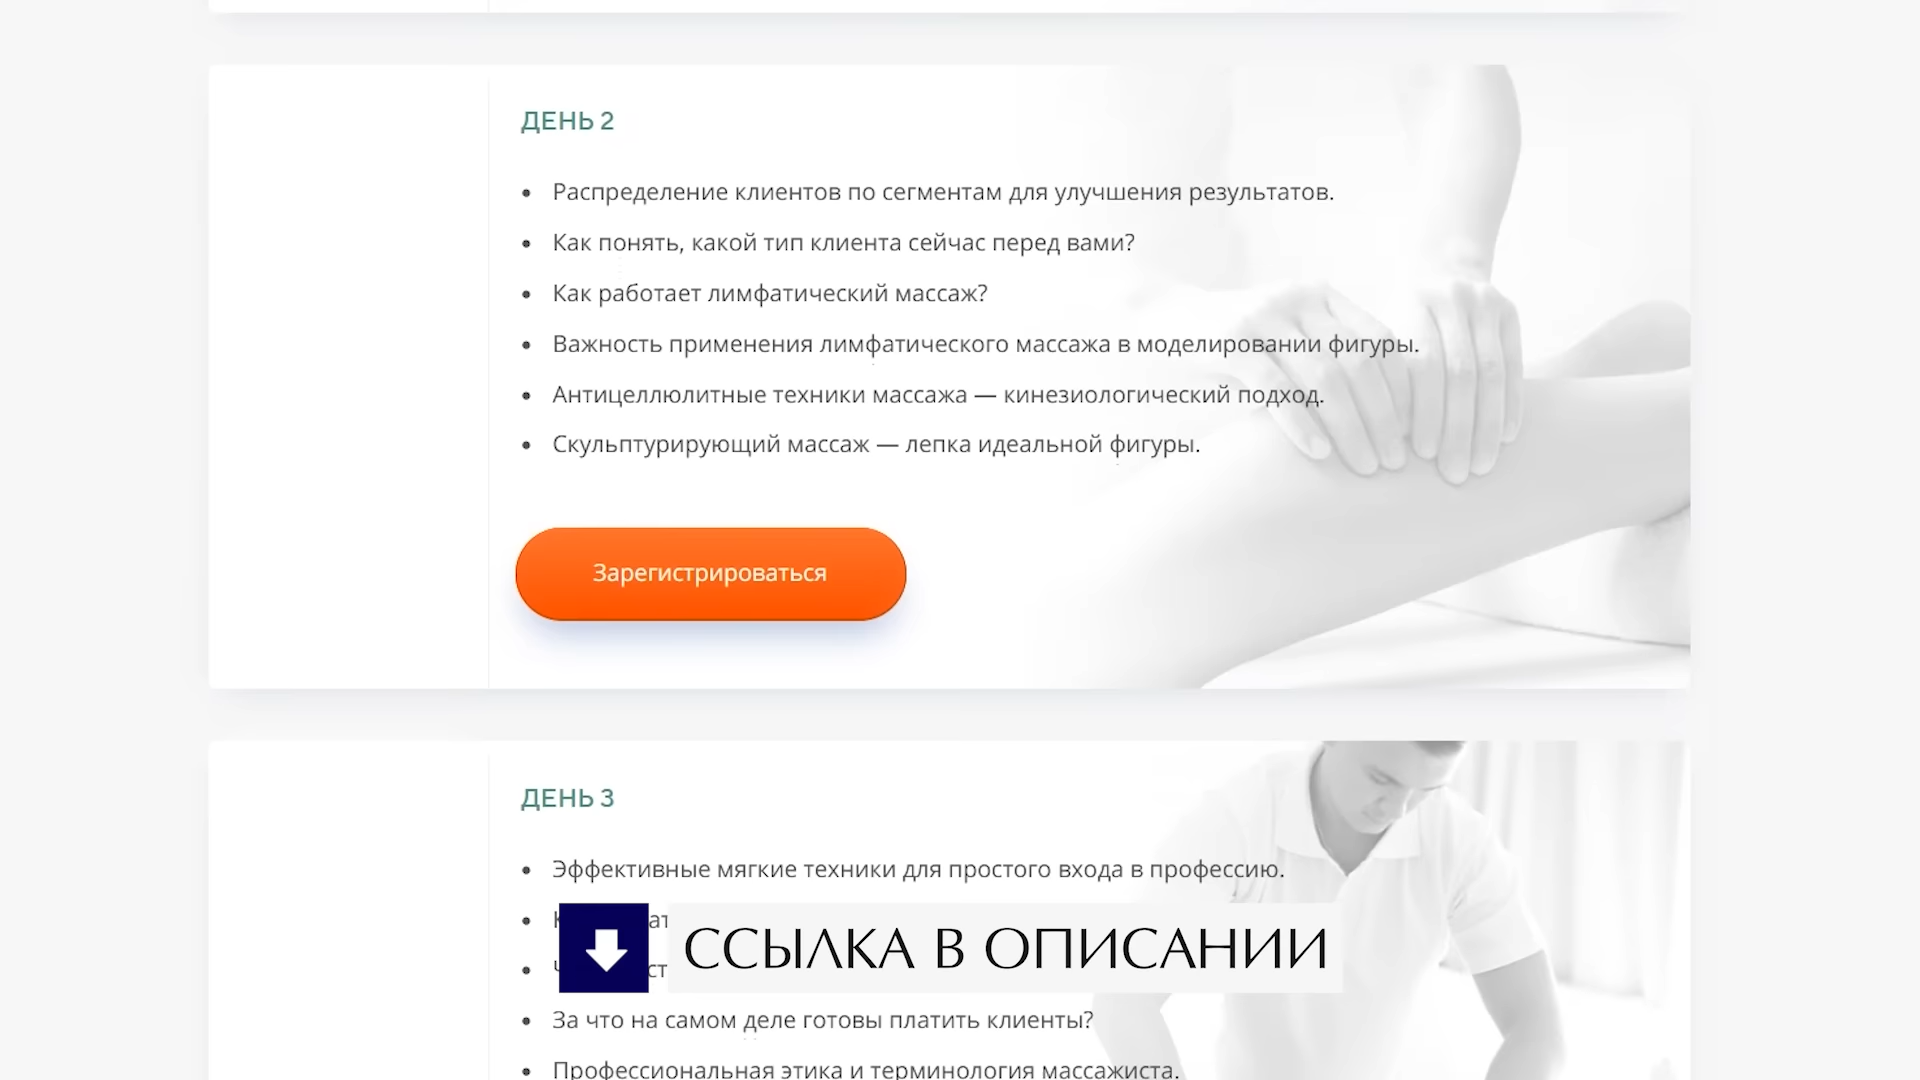 ДЕНЬ 2
Распределение клиентов по сегментам для улучшения результатов.
Как понять, какой тип клиента сейчас перед вами?
Как работает лимфатический массаж?
Важность применения лимфатического массажа в моделировании фигуры.
Антицеллюлитные техники массажа — кинезиологический подход.
Скульптурирующий массаж — лепка идеальной фигуры.
Зарегистрироваться
ДЕНЬ 3
Эффективные мягкие техники для простого входа в профессию.
ССЫЛКА В ОПИСАНИИ
За что на самом деле готовы платить клиенты?
Профессиональная этика и терминология массажиста.